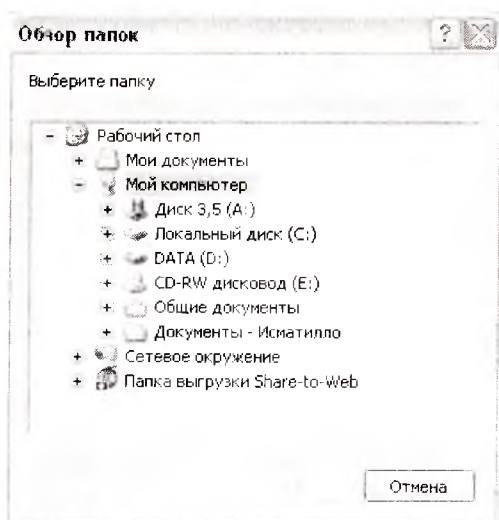 Обзор папок
Выберите папку
Рабочий стол
Мои документы
Мой компьютер
Диск 3,5 (A:)
Локальный диск (C:)
DATA (D:)
CD-RW дисковод (E:)
Общие документы
Документы - Исматилло
Сетевое окружение
Папка выгрузки Share-to-Web
Отмена